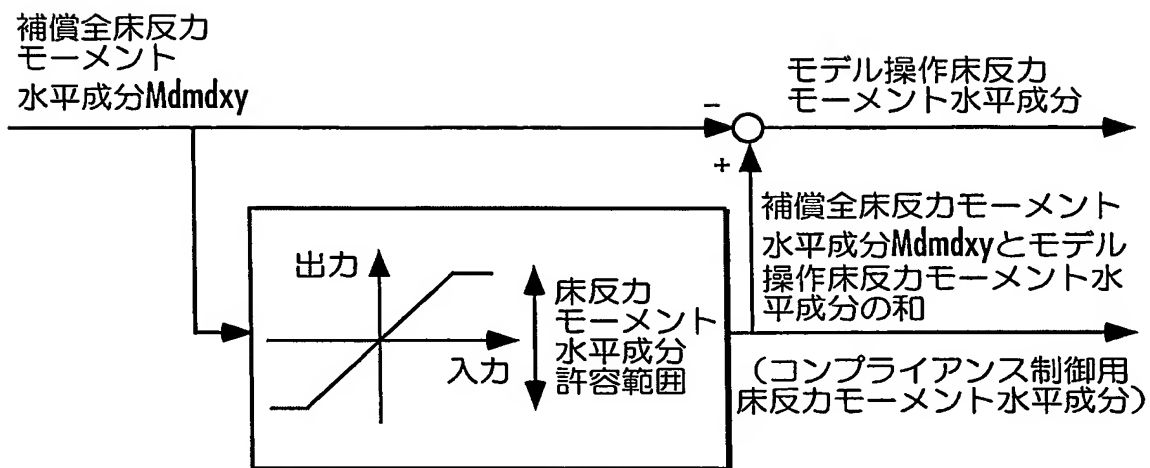 補償全床反力
モーメント
水平成分Mdmdxy
モデル操作床反力
モーメント水平成分
-
+
補償全床反力モーメント
水平成分Mdmdxyとモデル
操作床反力モーメント水
平成分の和
出力
入力
床反力
モーメント
水平成分
許容範囲
(コンプライアンス制御用
床反力モーメント水平成分)